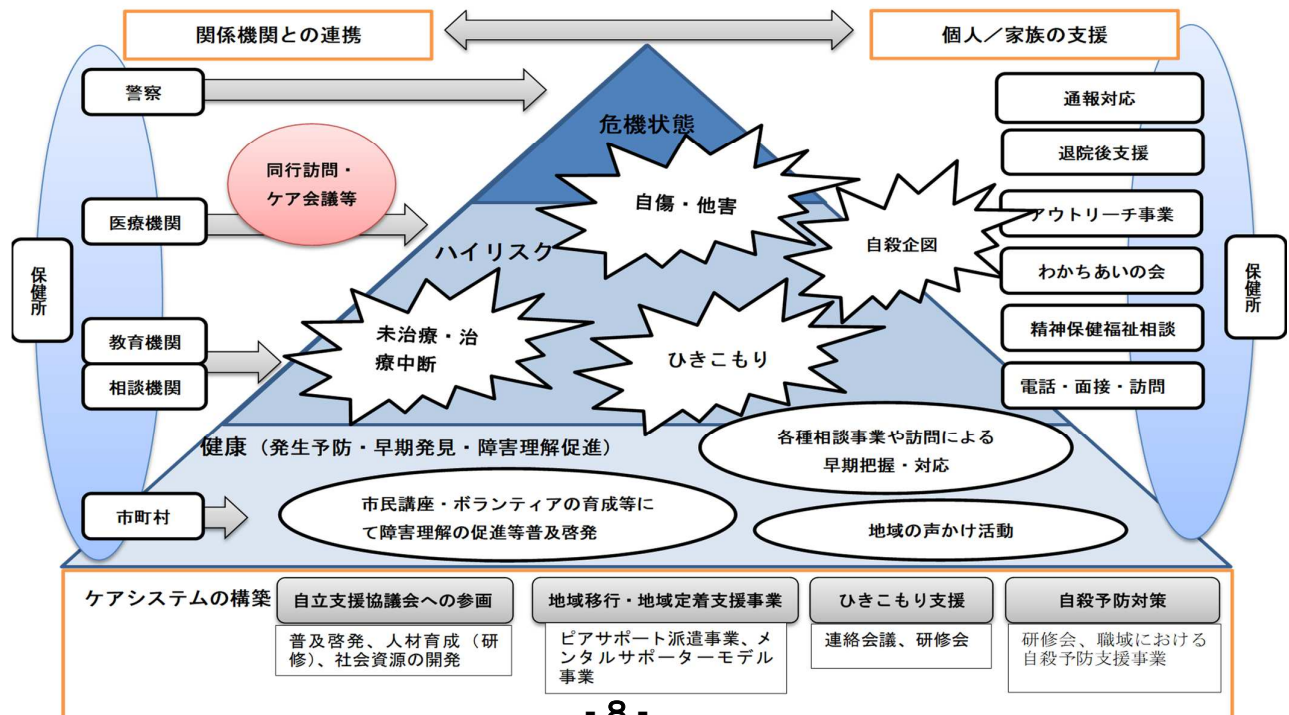 関係機関との連携
個人／家族の支援
警察
通報対応
危機状態
退院後支援
同行訪問・
ケア会議等
自傷・他害
医療機関
アウトリーチ事業
自殺企図
ハイリスク
わかちあいの会
保健所
保健所
教育機関
未治療・治
療中断
ひきこもり
精神保健福祉相談
相談機関
電話・面接・訪問
健康（発生予防・早期発見・障害理解促進）
各種相談事業や訪問による
早期把握・対応
市町村
市民講座・ボランティアの育成等に
て障害理解の促進等普及啓発
地域の声かけ活動
ケアシステムの構築
自立支援協議会への参画
普及啓発、人材育成（研
修）、社会資源の開発
地域移行・地域定着支援事業
ピアサポート派遣事業、メ
ンタルサポーターモデル
事業
ひきこもり支援
連絡会議、研修会
自殺予防対策
研修会、職域における
自殺予防支援事業
- 8 -